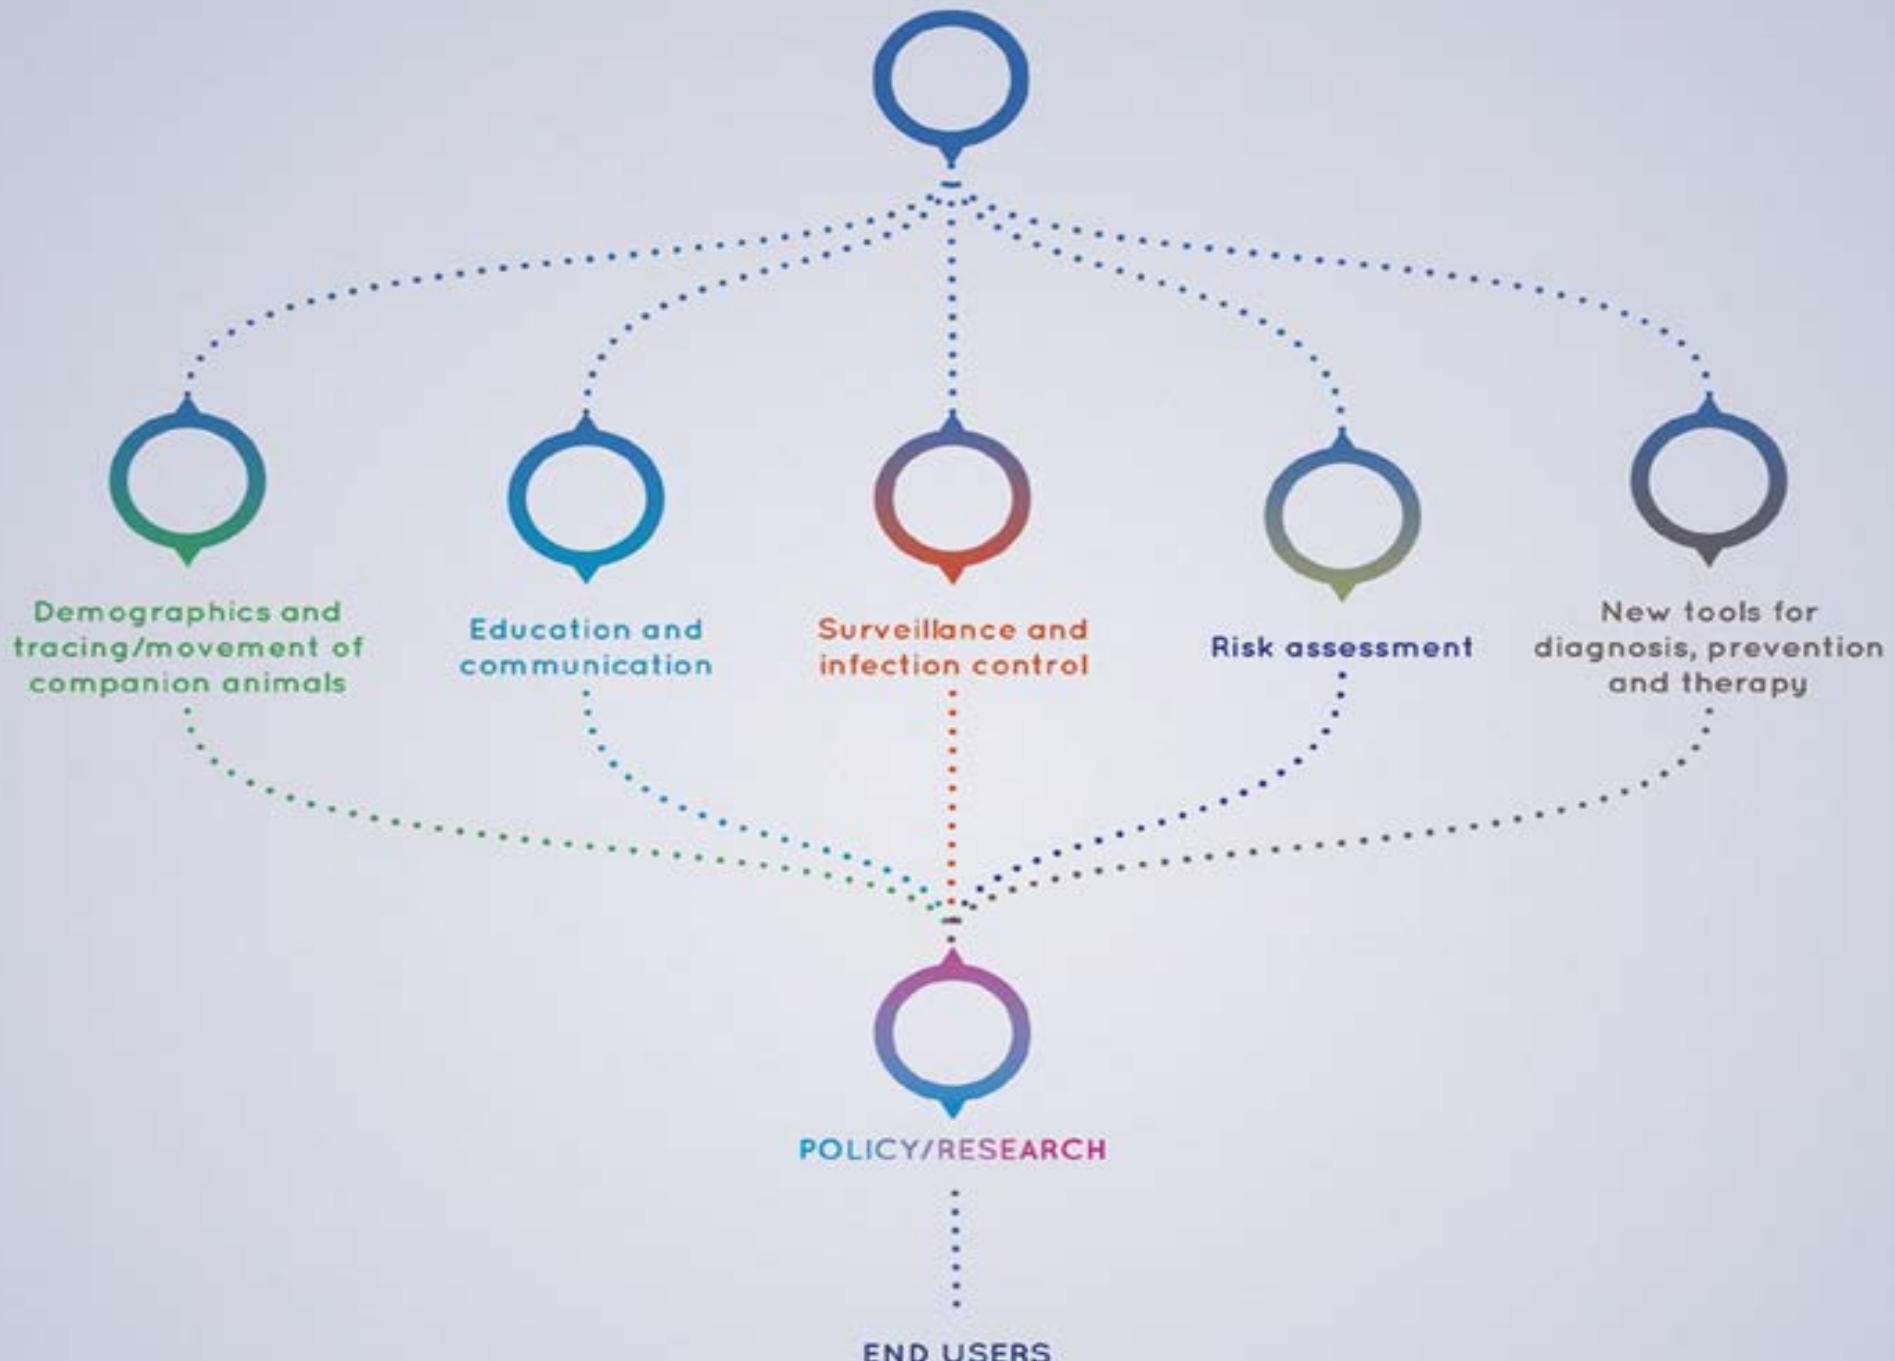 Demographics and
tracing/movement of
companion animals
Education and
communication
Surveillance and
infection control
Risk assessment
New tools for
diagnosis, prevention
and therapy
POLICY/RESEARCH
END USERS